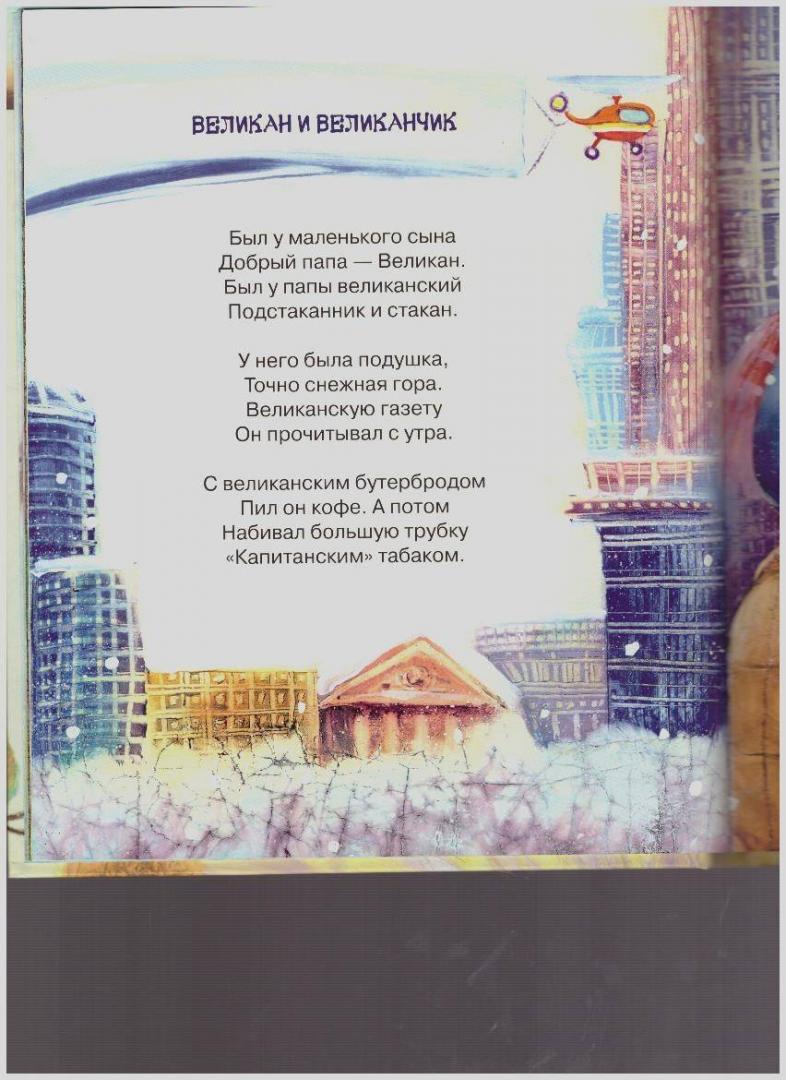 ВЕЛИКАН И ВЕЛИКАНЧИК
Был у маленького сына
Добрый папа — Великан.
Был у папы великанский
Подстаканник и стакан.
У него была подушка,
Точно снежная гора.
Великанскую газету
Он прочитывал с утра.
С великанским бутербродом
Пил он кофе. А потом
Набивал большую трубку
«Капитанским» табаком.